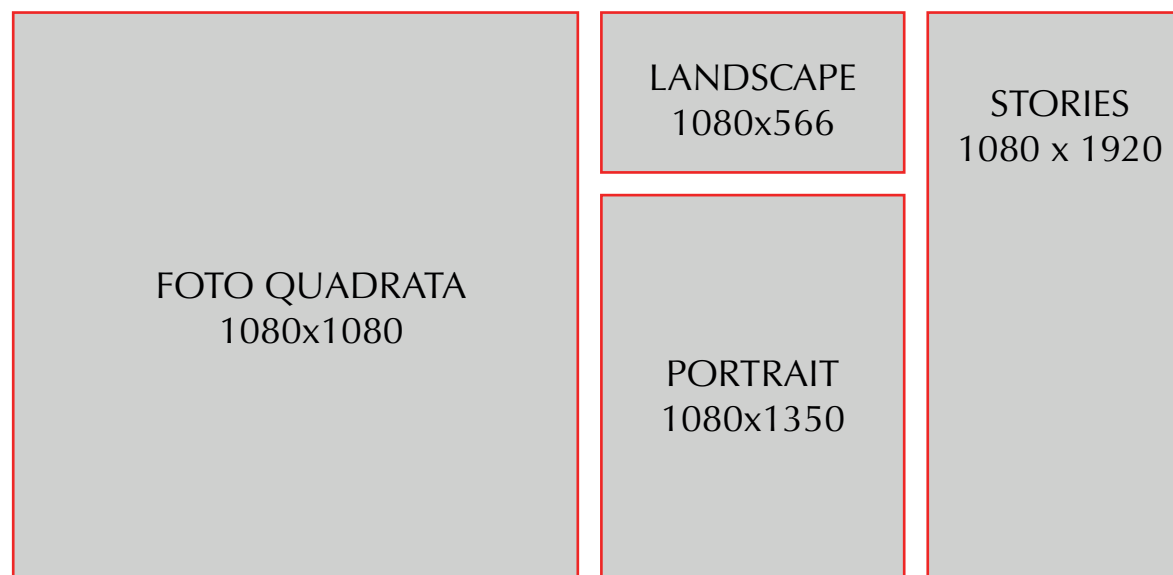 FOTO QUADRATA
1080x1080
LANDSCAPE
1080x566
PORTRAIT
1080x1350
STORIES
1080 x 1920